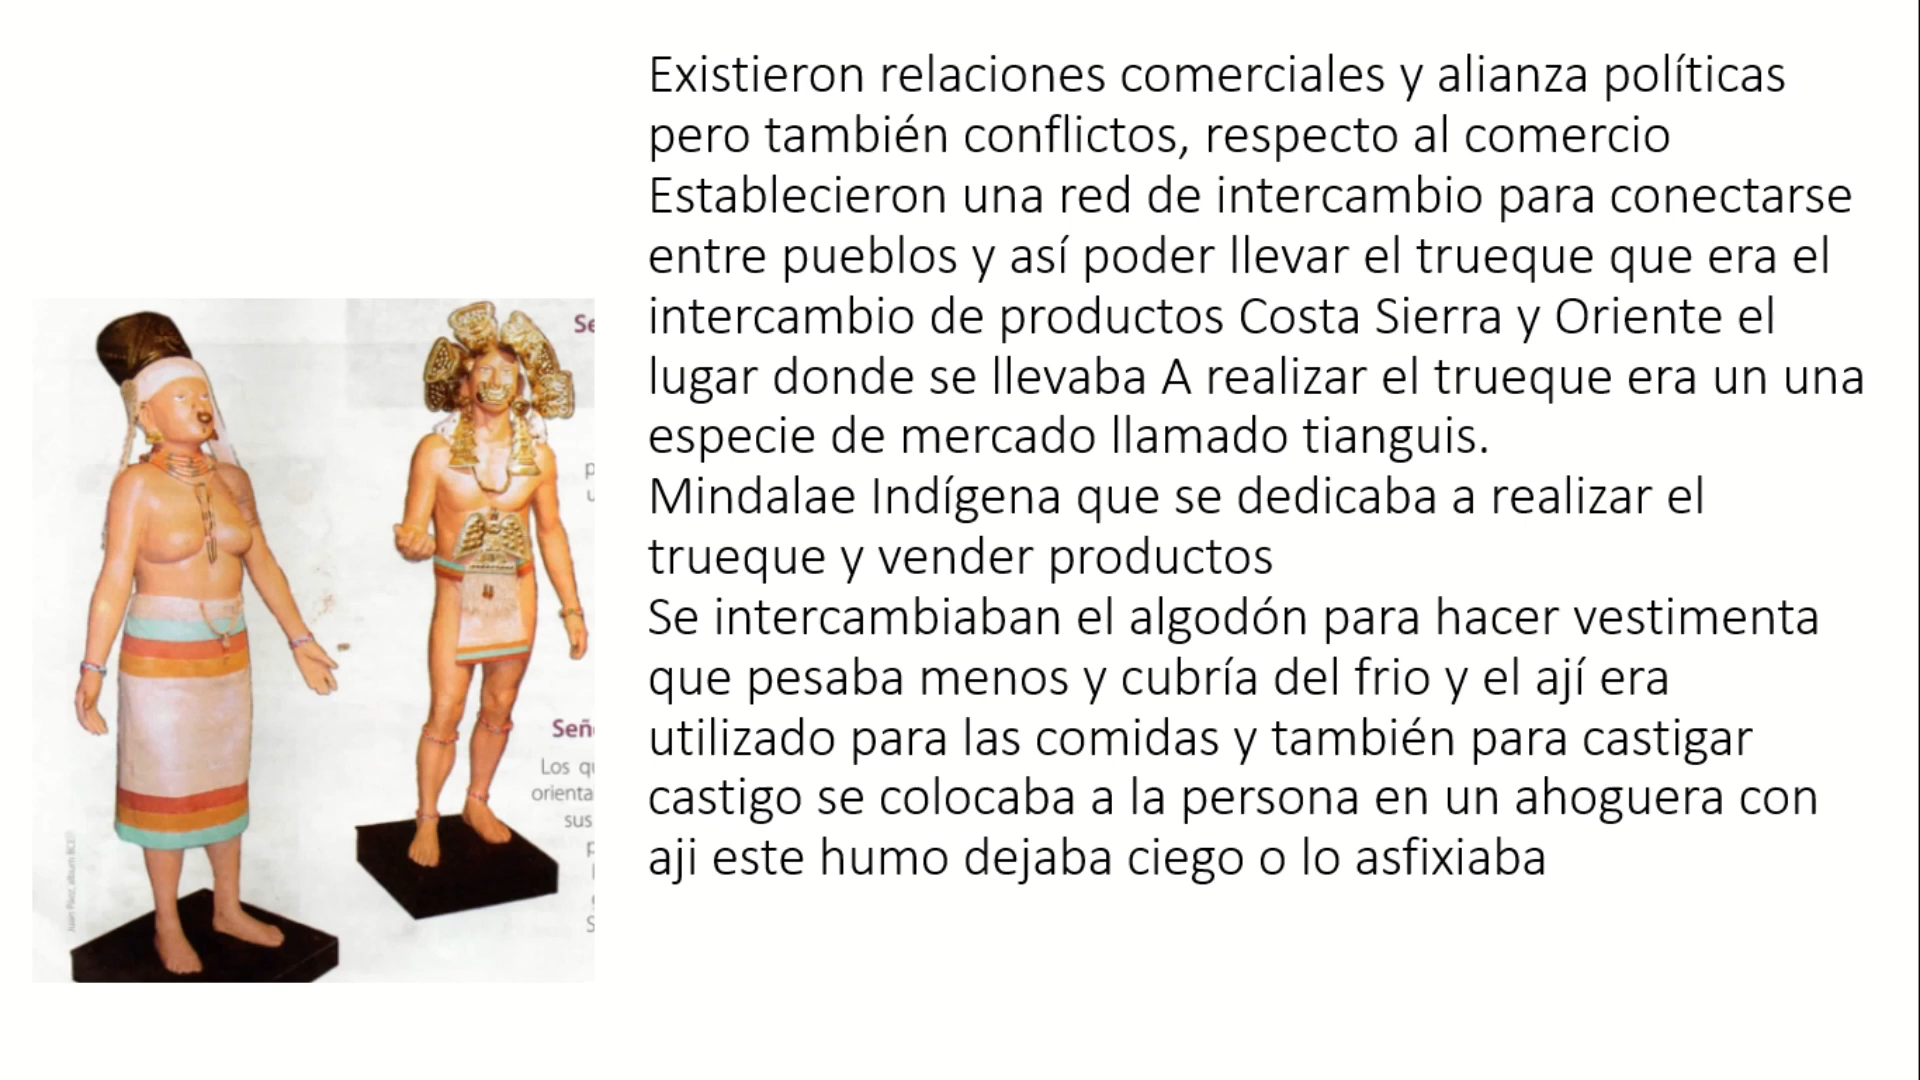 Existieron relaciones comerciales y alianza políticas
pero también conflictos, respecto al comercio
Establecieron una red de intercambio para conectarse
entre pueblos y así poder llevar el trueque que era el
intercambio de productos Costa Sierra y Oriente el
lugar donde se llevaba A realizar el trueque era un una
especie de mercado llamado tianguis.
Mindalae Indígena que se dedicaba a realizar el
trueque y vender productos
Se intercambiaban el algodón para hacer vestimenta
que pesaba menos y cubría del frio y el ají era
utilizado para las comidas y también para castigar
castigo se colocaba a la persona en un ahoguera con
aji este humo dejaba ciego o lo asfixiaba
Se
Seño
Los qu
orienta
sus